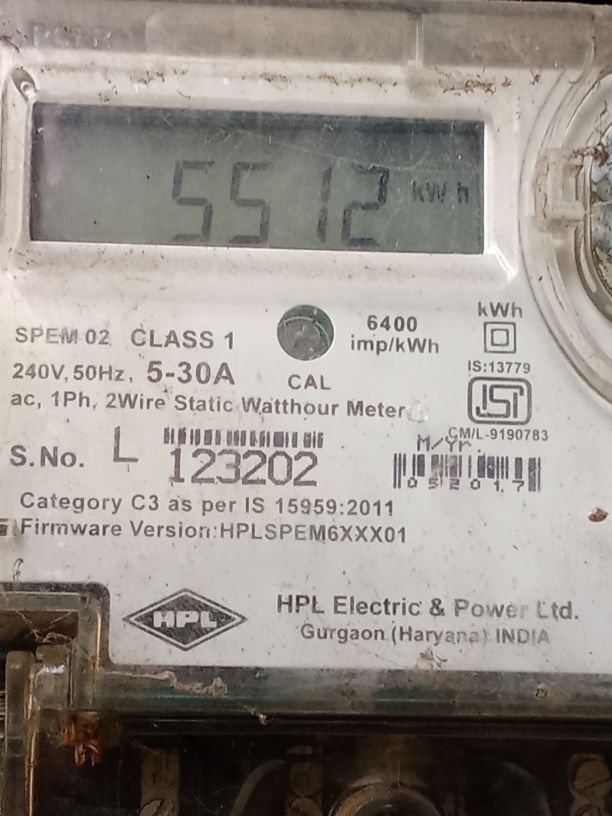 5512 kWh
SPEM 02 CLASS 1
6400
imp/kWh
kWh
240V, 50Hz, 5-30A
CAL
IS:13779
ac, 1Ph, 2Wire Static Watthour Meter
ISI
CM/L-9190783
M/Yr.
S.No. L 123202
052017
Category C3 as per IS 15959:2011
Firmware Version:HPLSPEM6XXX01
HPL
HPL Electric & Power Ltd.
Gurgaon (Haryana) INDIA